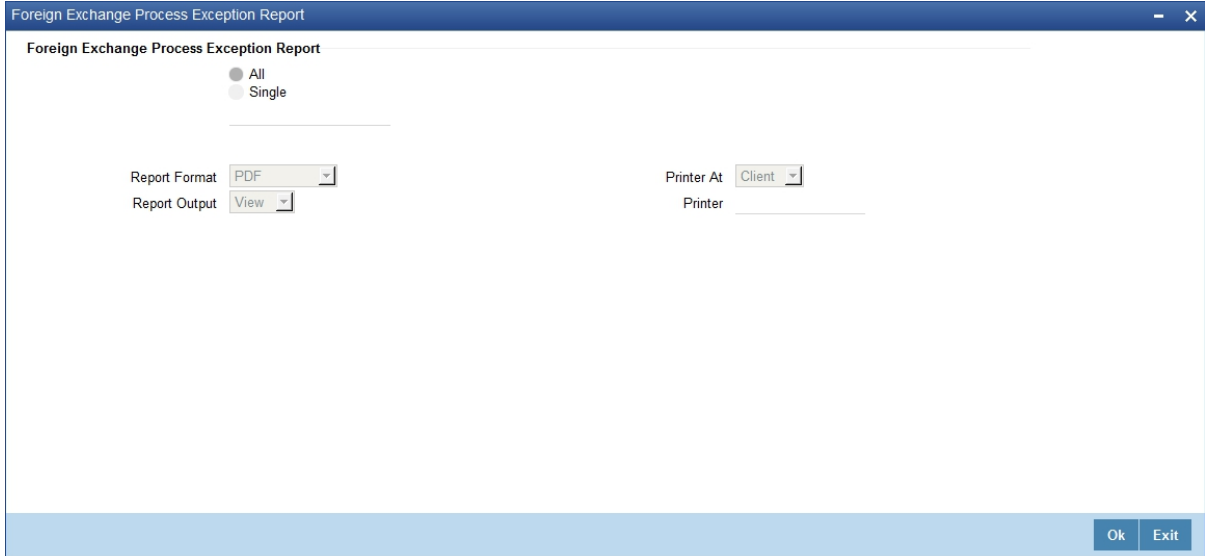 Foreign Exchange Process Exception Report
Foreign Exchange Process Exception Report
All
Single
Report Format PDF Printer At Client
Report Output View Printer
Ok Exit